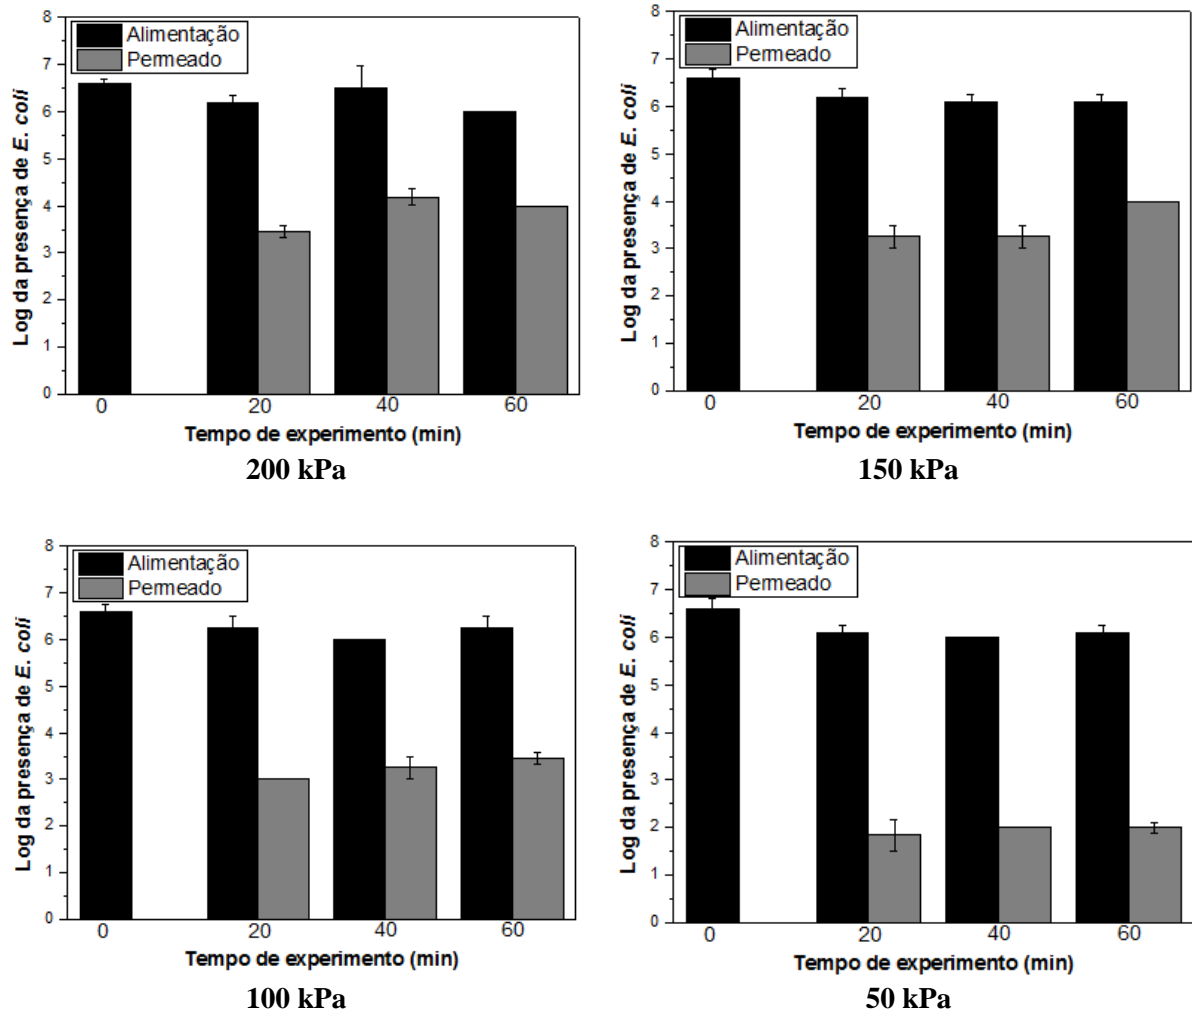 8
7
6
5
4
3
2
1
0
Log da presença de E. coli
Alimentação
Permeado
0 20 40 60
Tempo de experimento (min)
200 kPa
8
7
6
5
4
3
2
1
0
Log da presença de E. coli
Alimentação
Permeado
0 20 40 60
Tempo de experimento (min)
150 kPa
8
7
6
5
4
3
2
1
0
Log da presença de E. coli
Alimentação
Permeado
0 20 40 60
Tempo de experimento (min)
100 kPa
8
7
6
5
4
3
2
1
0
Log da presença de E. coli
Alimentação
Permeado
0 20 40 60
Tempo de experimento (min)
50 kPa